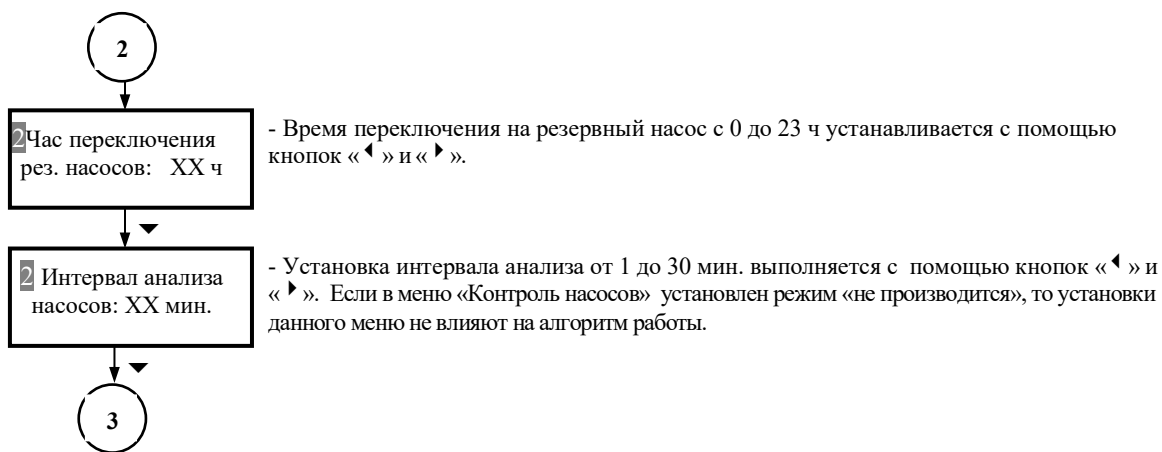 2
2Час переключения
рез. насосов: XX ч
- Время переключения на резервный насос с 0 до 23 ч устанавливается с помощью
кнопок «🞀» и «🞂».
2 Интервал анализа
насосов: XX мин.
- Установка интервала анализа от 1 до 30 мин. выполняется с помощью кнопок «🞀» и
«🞂». Если в меню «Контроль насосов» установлен режим «не производится», то установки
данного меню не влияют на алгоритм работы.
3